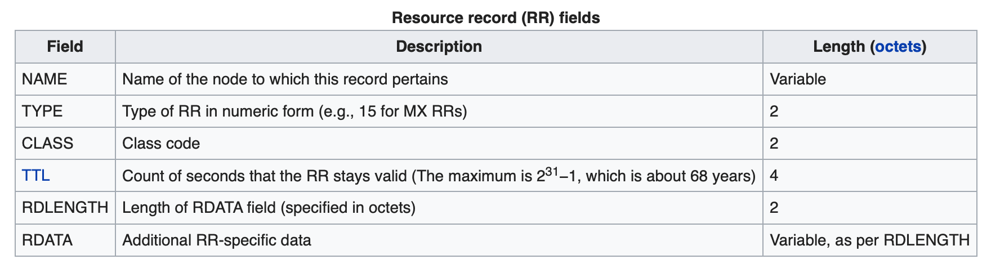 Resource record (RR) fields
Field Description Length (octets)
NAME Name of the node to which this record pertains Variable
TYPE Type of RR in numeric form (e.g., 15 for MX RRs) 2
CLASS Class code 2
TTL Count of seconds that the RR stays valid (The maximum is 2³¹–1, which is about 68 years) 4
RDLENGTH Length of RDATA field (specified in octets) 2
RDATA Additional RR-specific data Variable, as per RDLENGTH